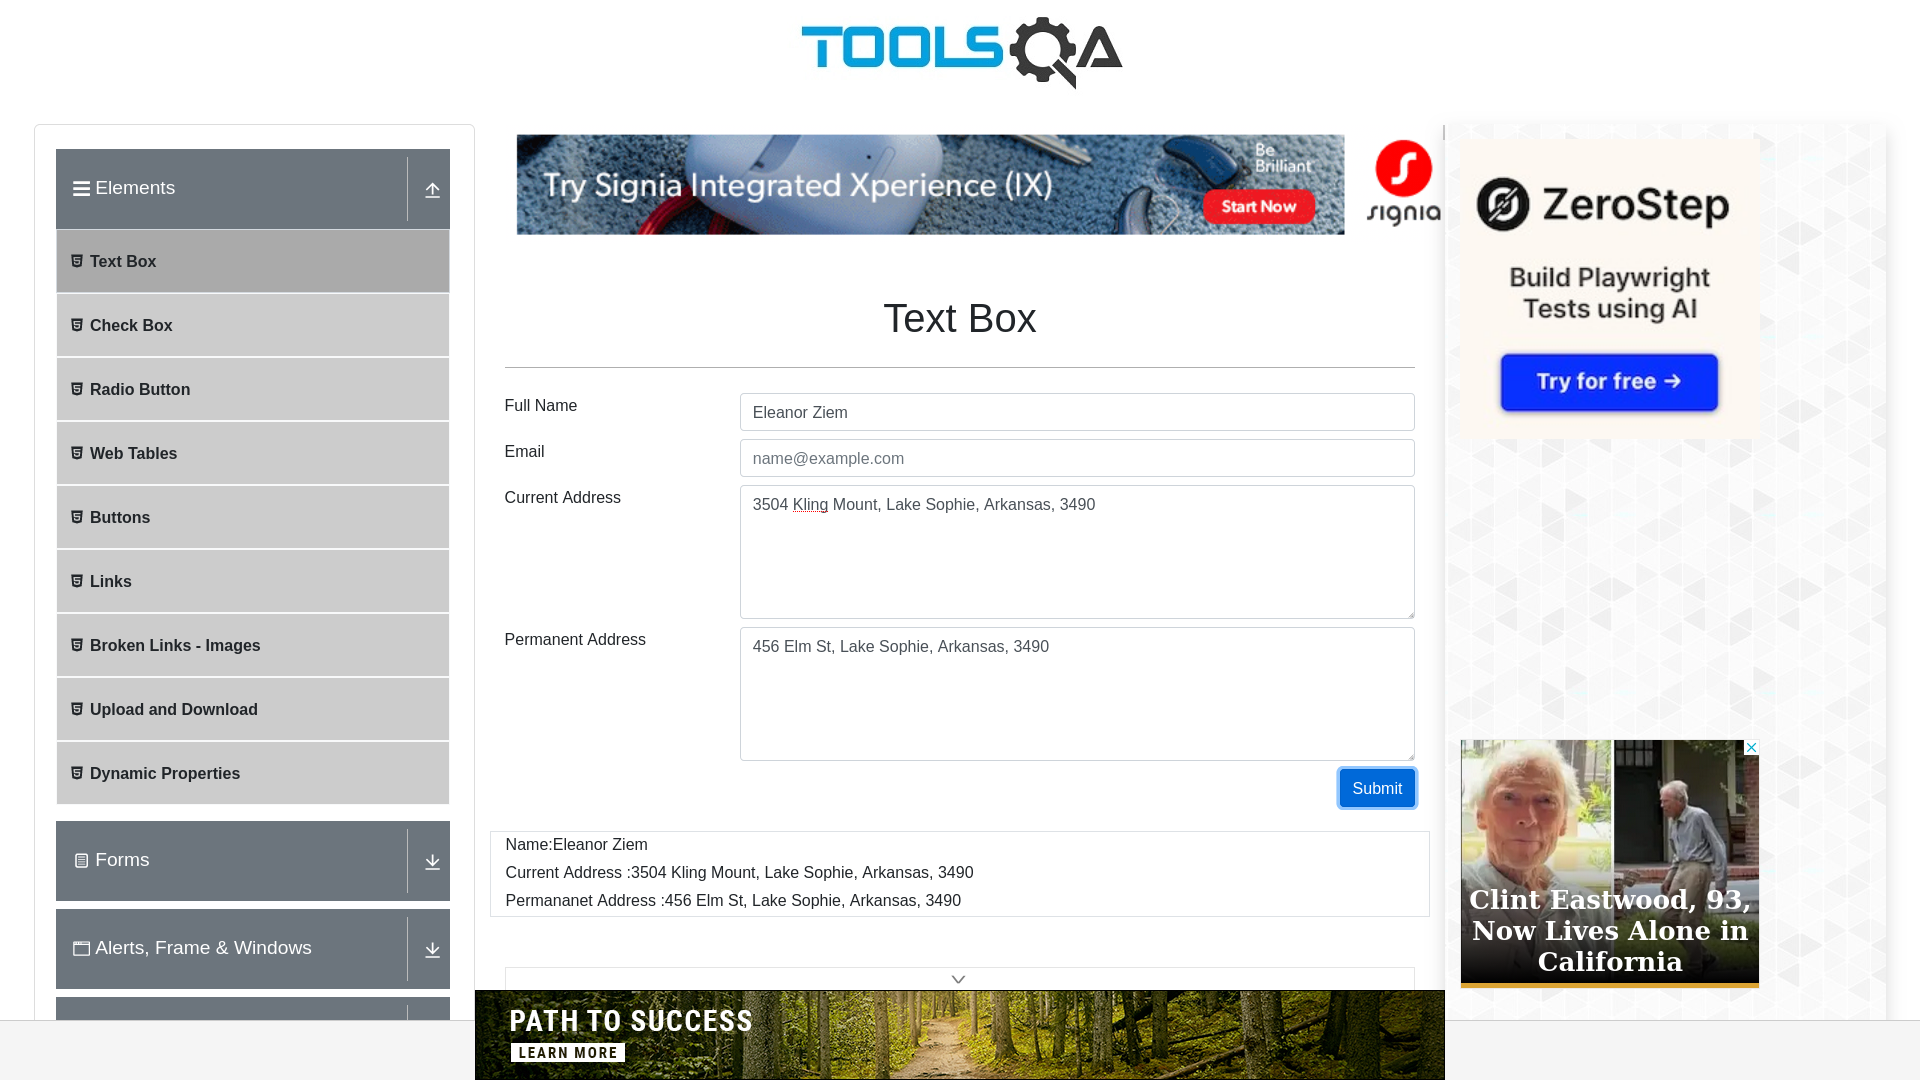 TOOLSQA
Elements
Text Box
Check Box
Radio Button
Web Tables
Buttons
Links
Broken Links - Images
Upload and Download
Dynamic Properties
Forms
Alerts, Frame & Windows
Try Signia Integrated Xperience (IX)
Be
Brilliant
Start Now
signia
Text Box
Full Name
Eleanor Ziem
Email
name@example.com
Current Address
3504 Kling Mount, Lake Sophie, Arkansas, 3490
Permanent Address
456 Elm St, Lake Sophie, Arkansas, 3490
Submit
Name:Eleanor Ziem
Current Address :3504 Kling Mount, Lake Sophie, Arkansas, 3490
Permananet Address :456 Elm St, Lake Sophie, Arkansas, 3490
PATH TO SUCCESS
LEARN MORE
ZeroStep
Build Playwright
Tests using AI
Try for free →
Clint Eastwood, 93,
Now Lives Alone in
California